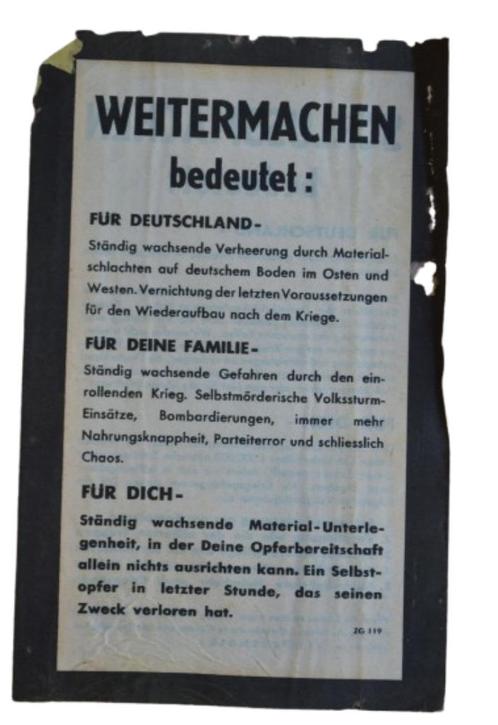 WEITERMACHEN
bedeutet :
FÜR DEUTSCHLAND-
Ständig wachsende Verheerung durch Material-
schlachten auf deutschem Boden im Osten und
Westen. Vernichtung der letzten Voraussetzungen
für den Wiederaufbau nach dem Kriege.
FÜR DEINE FAMILIE-
Ständig wachsende Gefahren durch den ein-
rollenden Krieg. Selbstmörderische Volkssturm-
Einsätze, Bombardierungen, immer mehr
Nahrungsknappheit, Parteiterror und schliesslich
Chaos.
FÜR DICH-
Ständig wachsende Material-Unterle-
genheit, in der Deine Opferbereitschaft
allein nichts ausrichten kann. Ein Selbst-
opfer in letzter Stunde, das seinen
Zweck verloren hat.
ZG 119